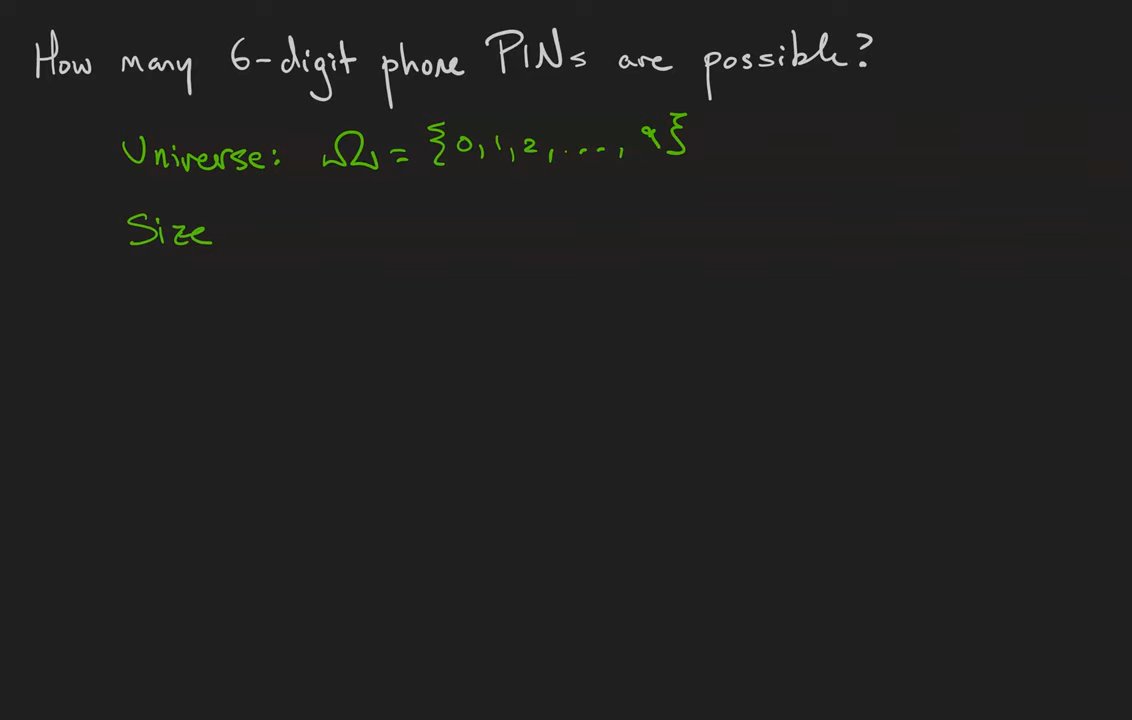 How many 6-digit phone PINs are possible?
Universe: Ω = {0, 1, 2, ..., 9}
Size